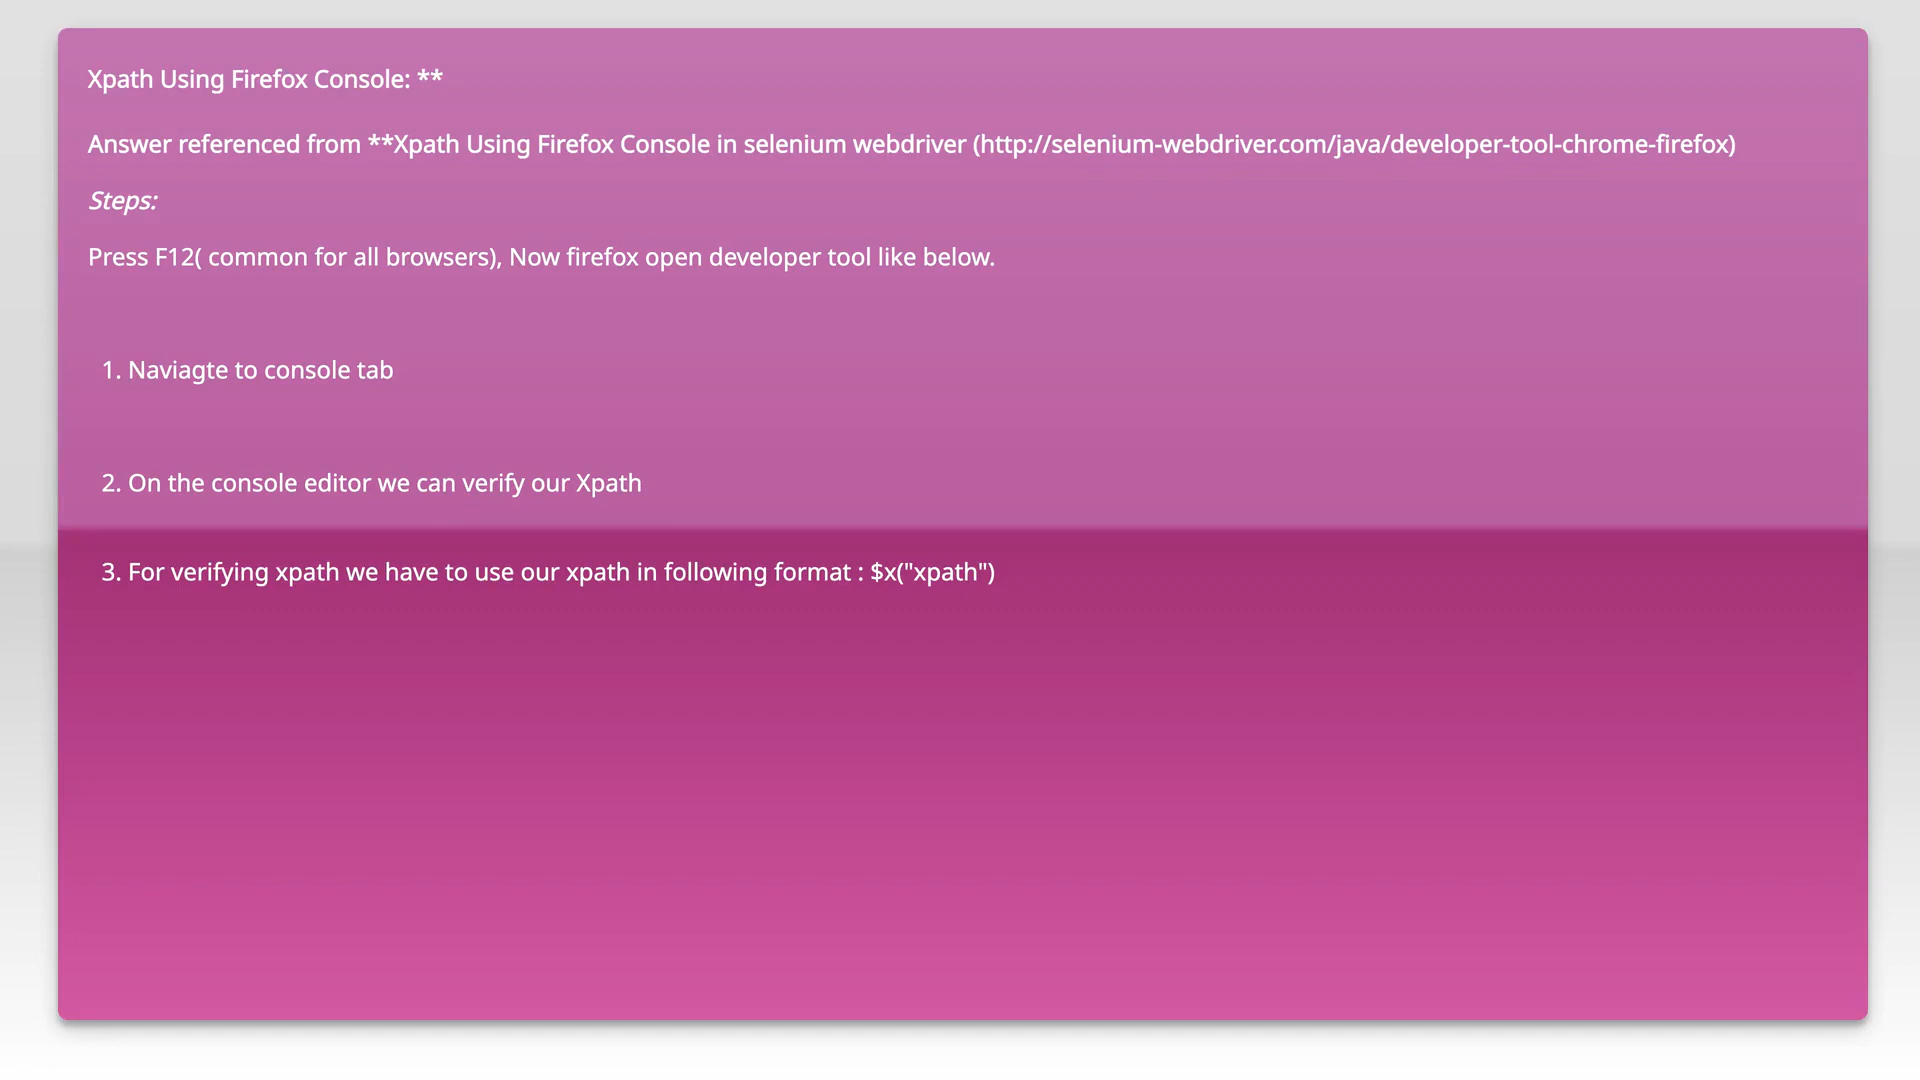 Xpath Using Firefox Console: **
Answer referenced from **Xpath Using Firefox Console in selenium webdriver (http://selenium-webdriver.com/java/developer-tool-chrome-firefox)
Steps:
Press F12( common for all browsers), Now firefox open developer tool like below.
1. Naviagte to console tab
2. On the console editor we can verify our Xpath
3. For verifying xpath we have to use our xpath in following format : $x("xpath")